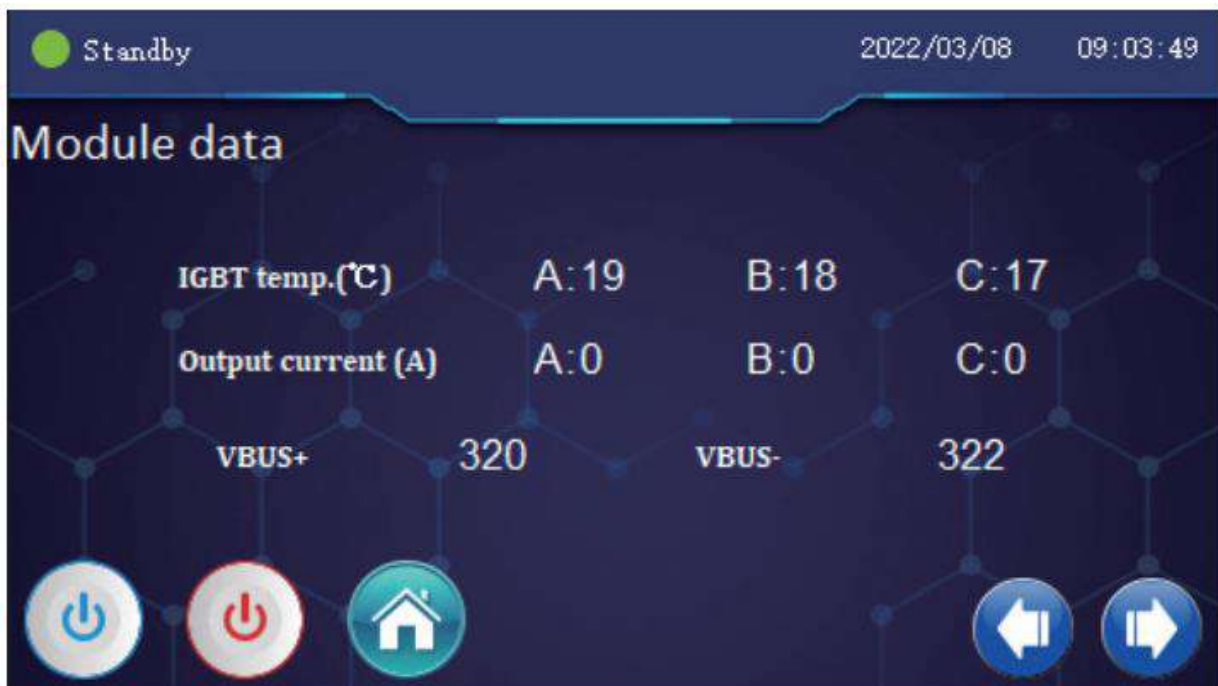 Standby 2022/03/08 09:03:49
Module data
IGBT temp.(℃) A:19 B:18 C:17
Output current (A) A:0 B:0 C:0
VBUS+ 320 VBUS- 322